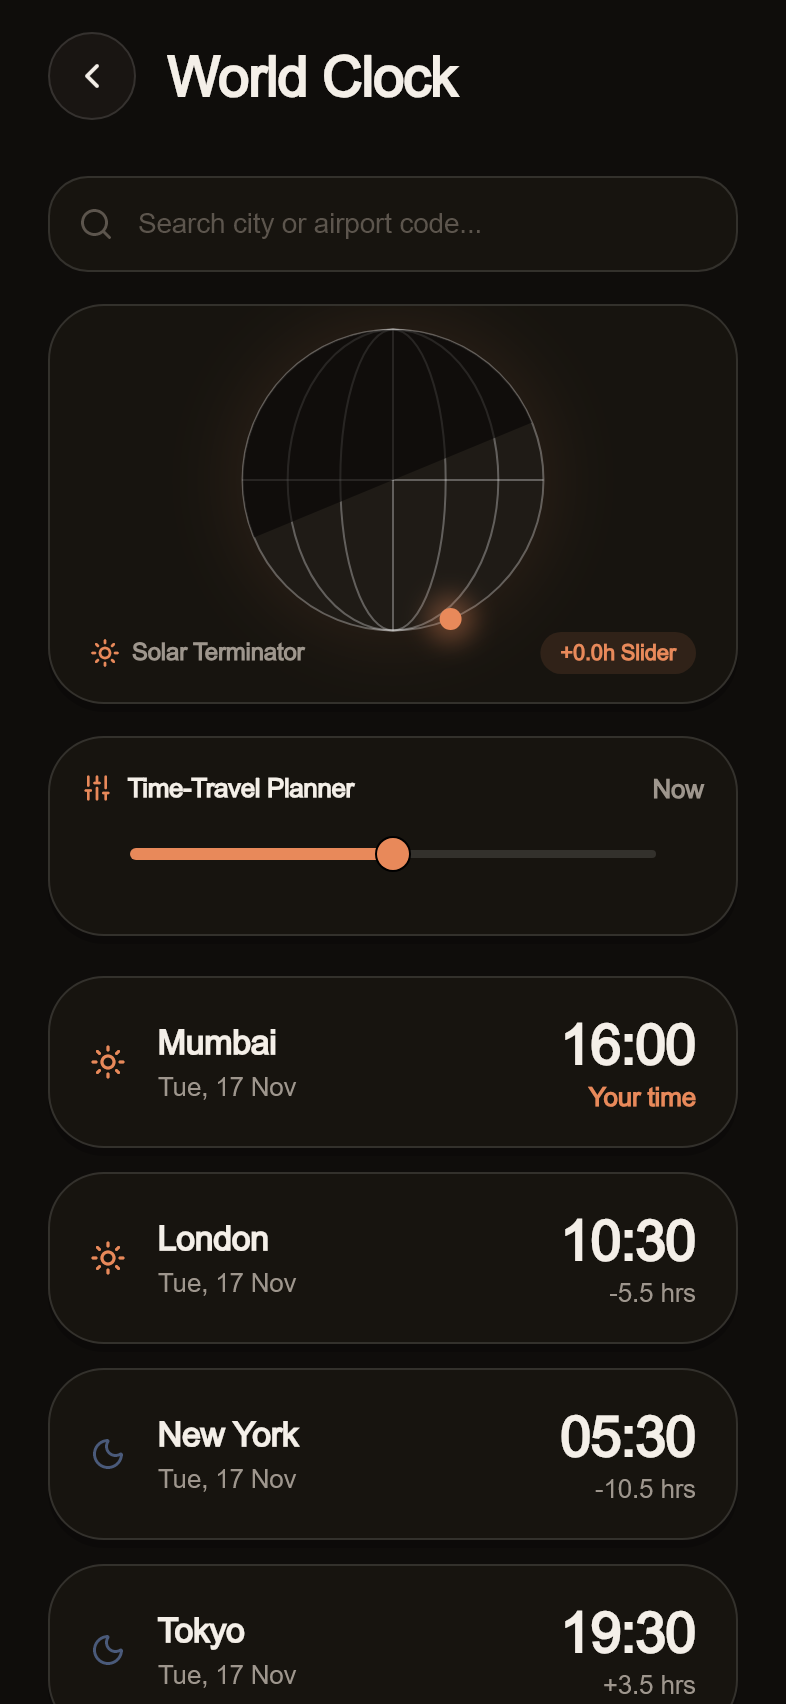 World Clock
Search city or airport code...
Solar Terminator
+0.0h Slider
Time-Travel Planner
Now
Mumbai
16:00
Tue, 17 Nov
Your time
London
10:30
Tue, 17 Nov
-5.5 hrs
New York
05:30
Tue, 17 Nov
-10.5 hrs
Tokyo
19:30
Tue, 17 Nov
+3.5 hrs